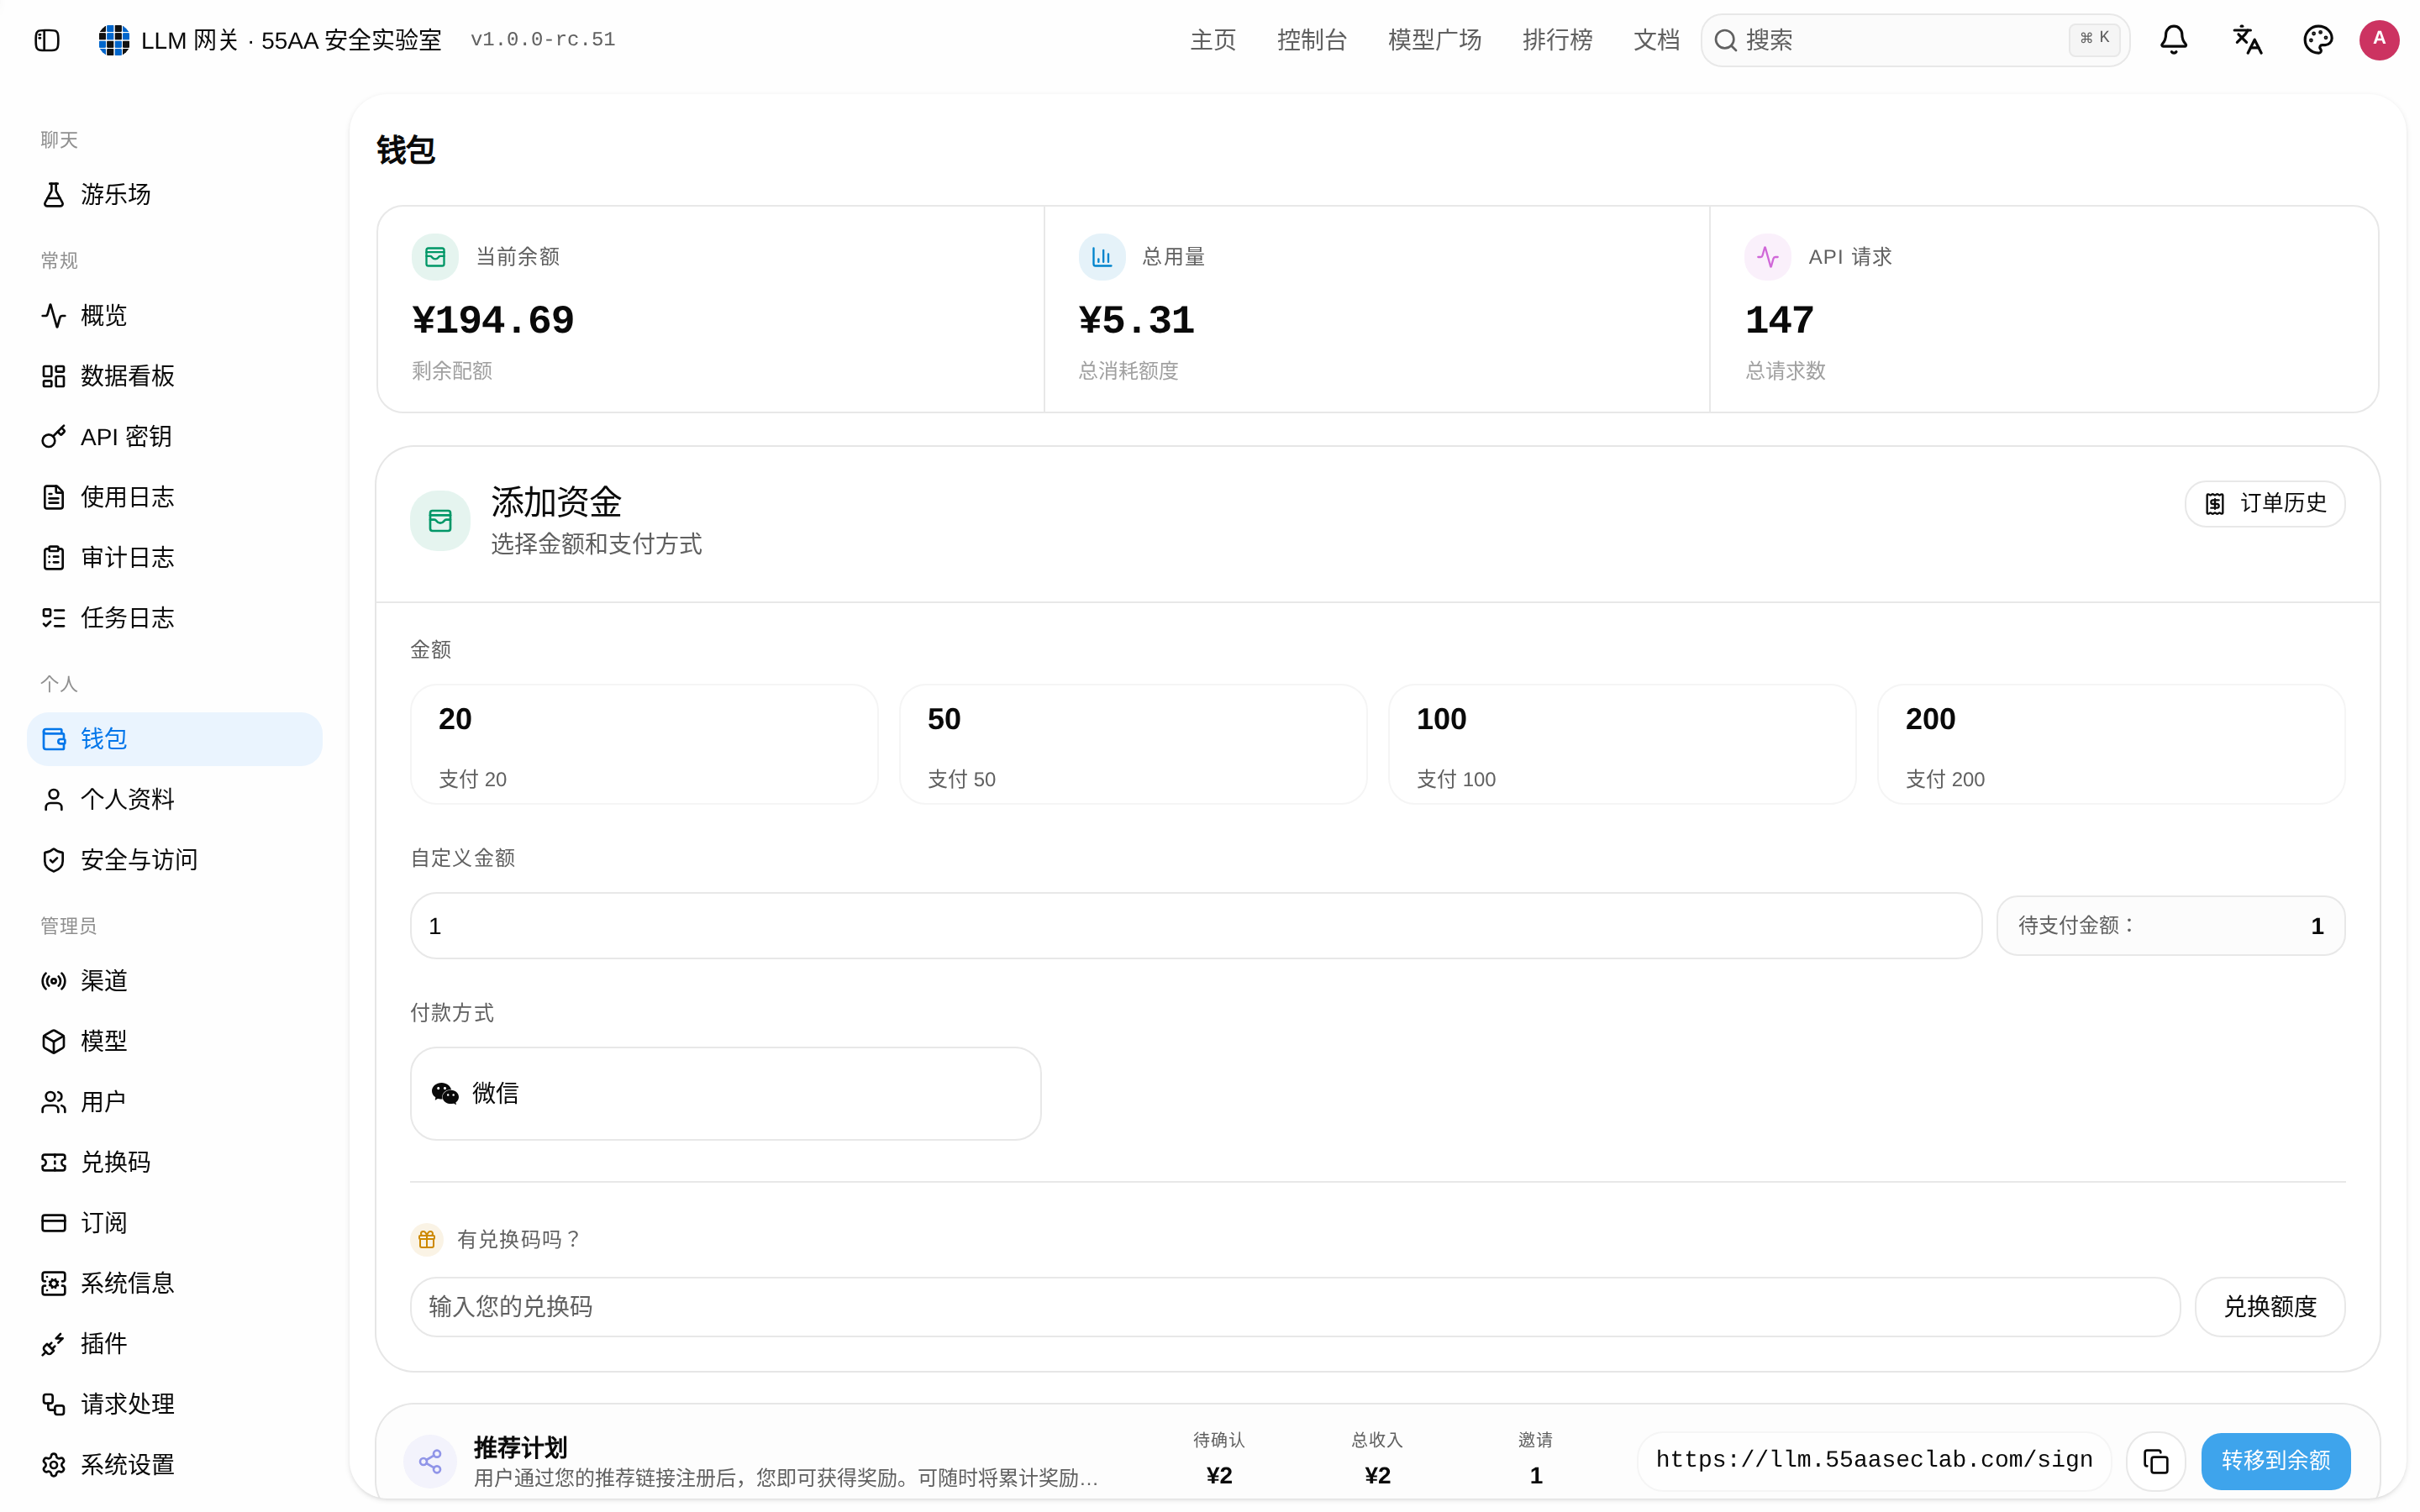 LLM 网关 · 55AA 安全实验室
v1.0.0-rc.51
主页
控制台
模型广场
排行榜
文档
搜索
⌘ K
A
聊天
游乐场
常规
概览
数据看板
API 密钥
使用日志
审计日志
任务日志
个人
钱包
个人资料
安全与访问
管理员
渠道
模型
用户
兑换码
订阅
系统信息
插件
请求处理
系统设置
钱包
当前余额
¥194.69
剩余配额
总用量
¥5.31
总消耗额度
API 请求
147
总请求数
添加资金
选择金额和支付方式
订单历史
金额
20
支付 20
50
支付 50
100
支付 100
200
支付 200
自定义金额
1
待支付金额：
1
付款方式
微信
有兑换码吗？
输入您的兑换码
兑换额度
推荐计划
用户通过您的推荐链接注册后，您即可获得奖励。可随时将累计奖励…
待确认
¥2
总收入
¥2
邀请
1
https://llm.55aaseclab.com/sign
转移到余额